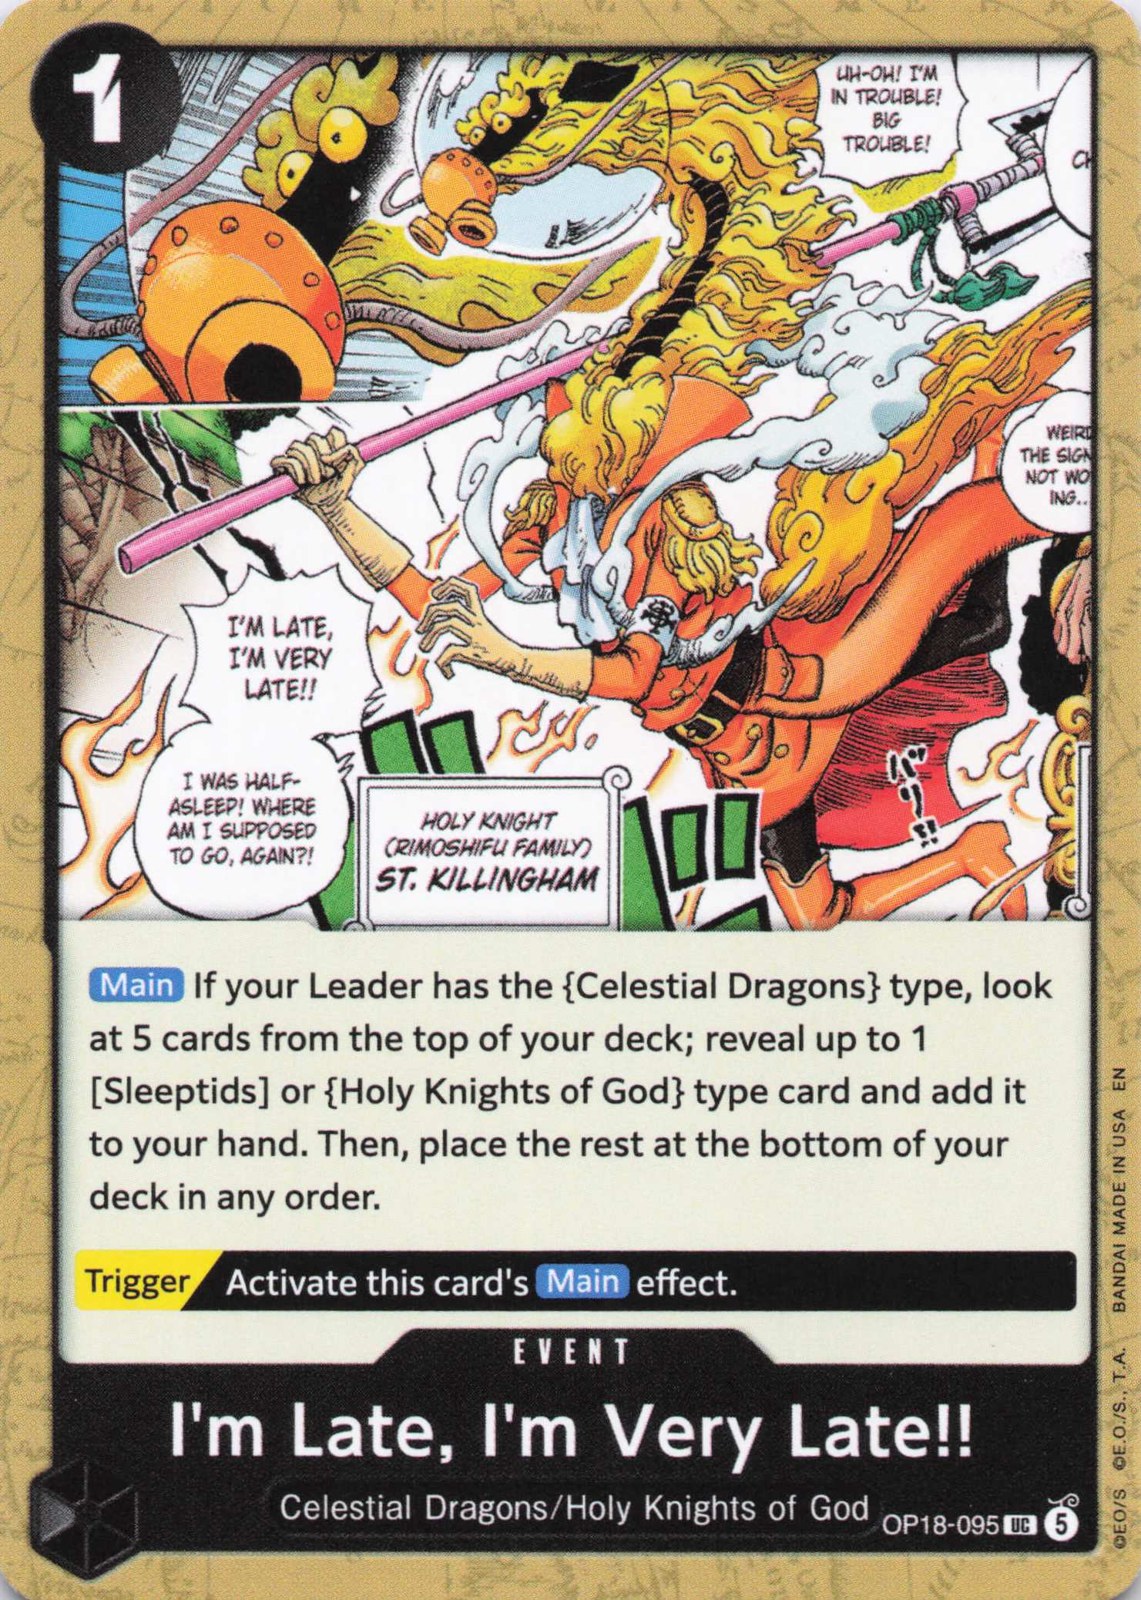 1
UH-OH! I'M
IN TROUBLE!
BIG
TROUBLE!
CH
WEIRD
THE SIGN
NOT WO
ING...
I'M LATE,
I'M VERY
LATE!!
I WAS HALF-
ASLEEP! WHERE
AM I SUPPOSED
TO GO, AGAIN?!
HOLY KNIGHT
(RIMOSHIFU FAMILY)
ST. KILLINGHAM
Main If your Leader has the {Celestial Dragons} type, look
at 5 cards from the top of your deck; reveal up to 1
[Sleeptids] or {Holy Knights of God} type card and add it
to your hand. Then, place the rest at the bottom of your
deck in any order.
Trigger Activate this card's Main effect.
EVENT
I'm Late, I'm Very Late!!
Celestial Dragons/Holy Knights of God
OP18-095 UC 5
©EO/S ©E.O./S., T.A. BANDAI MADE IN USA EN